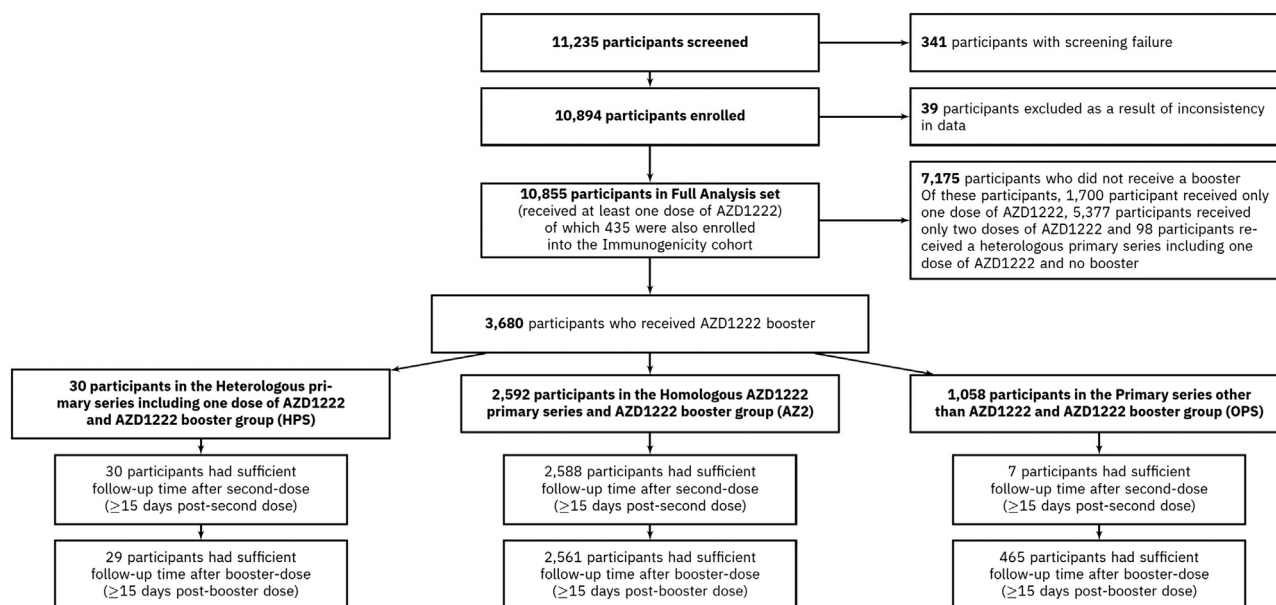 11,235 participants screened
341 participants with screening failure
10,894 participants enrolled
39 participants excluded as a result of inconsistency
in data
10,855 participants in Full Analysis set
(received at least one dose of AZD1222)
of which 435 were also enrolled
into the Immunogenicity cohort
7,175 participants who did not receive a booster
Of these participants, 1,700 participant received only
one dose of AZD1222, 5,377 participants received
only two doses of AZD1222 and 98 participants re-
ceived a heterologous primary series including one
dose of AZD1222 and no booster
3,680 participants who received AZD1222 booster
30 participants in the Heterologous pri-
mary series including one dose of AZD1222
and AZD1222 booster group (HPS)
2,592 participants in the Homologous AZD1222
primary series and AZD1222 booster group (AZ2)
1,058 participants in the Primary series other
than AZD1222 and AZD1222 booster group (OPS)
30 participants had sufficient
follow-up time after second-dose
(≥15 days post-second dose)
2,588 participants had sufficient
follow-up time after second-dose
(≥15 days post-second dose)
7 participants had sufficient
follow-up time after second-dose
(≥15 days post-second dose)
29 participants had sufficient
follow-up time after booster-dose
(≥15 days post-booster dose)
2,561 participants had sufficient
follow-up time after booster-dose
(≥15 days post-booster dose)
465 participants had sufficient
follow-up time after booster-dose
(≥15 days post-booster dose)